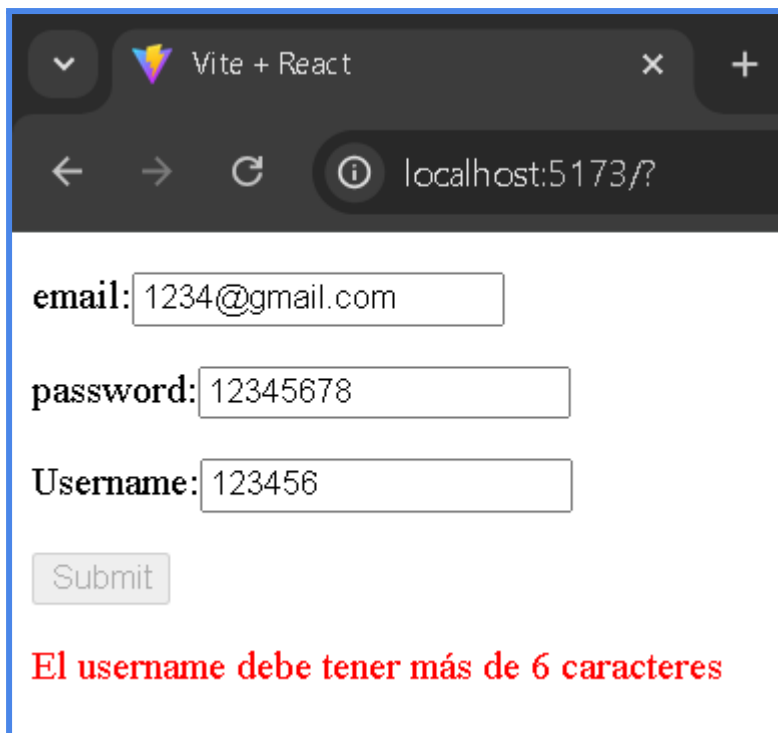 Vite + React
localhost:5173/?
email: 1234@gmail.com
password: 12345678
Username: 123456
Submit
El username debe tener más de 6 caracteres